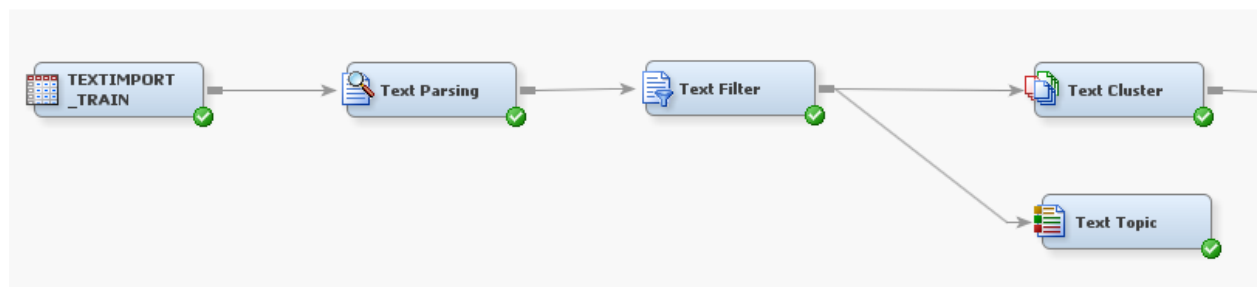 TEXTIMPORT
_TRAIN
Text Parsing
Text Filter
Text Cluster
Text Topic